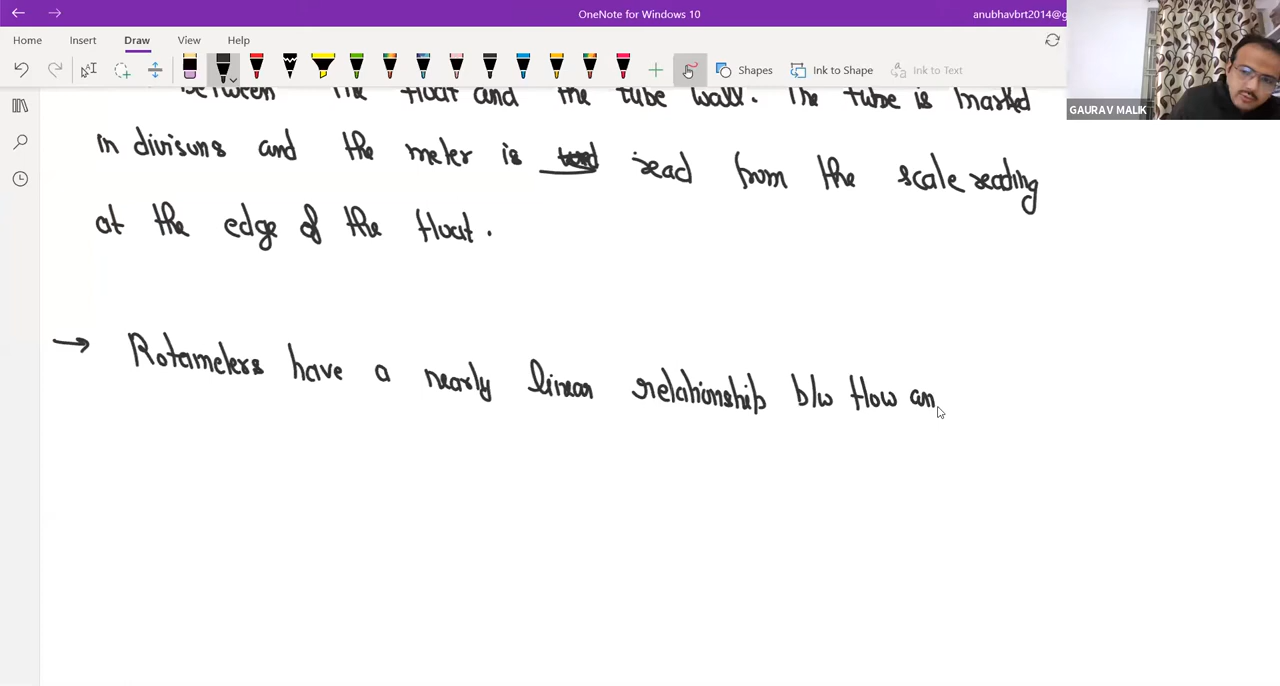 OneNote for Windows 10
anubhavbrt2014@g
Home Insert Draw View Help
Shapes Ink to Shape Ink to Text
GAURAV MALIK
between the float and the tube wall. The tube is marked
in divisuns and the meter is read from the scale reading
at the edge of the float.
→ Rotameters have a nearly linear relationship b/w flow an